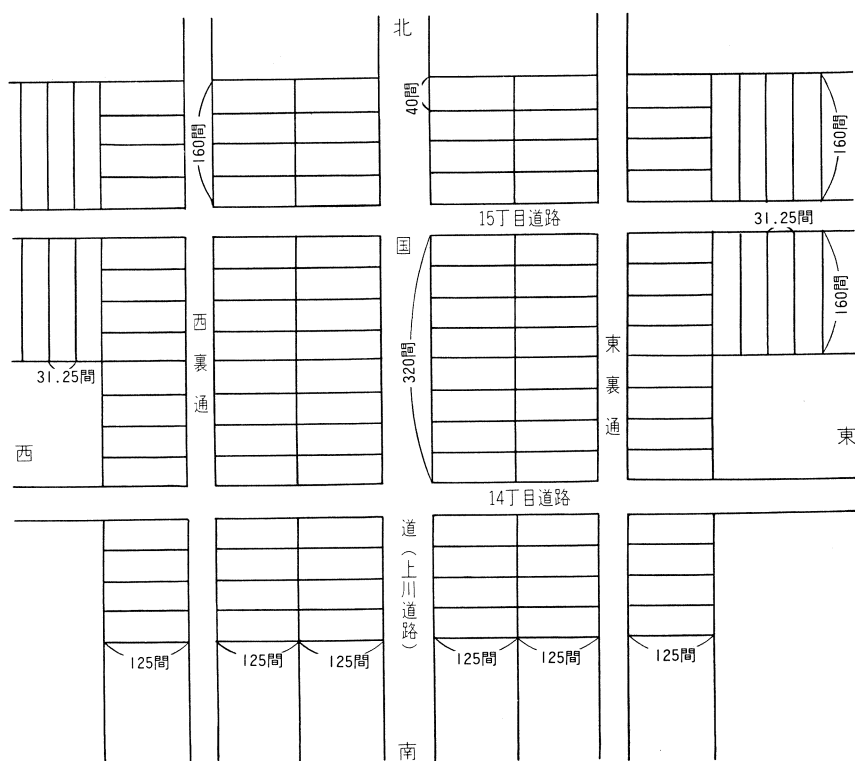 北
160間
40間
160間
15丁目道路
31.25間
国
320間
160間
西裏通
東裏通
31.25間
西
東
14丁目道路
道（上川道路）
125間
125間
125間
125間
125間
125間
南